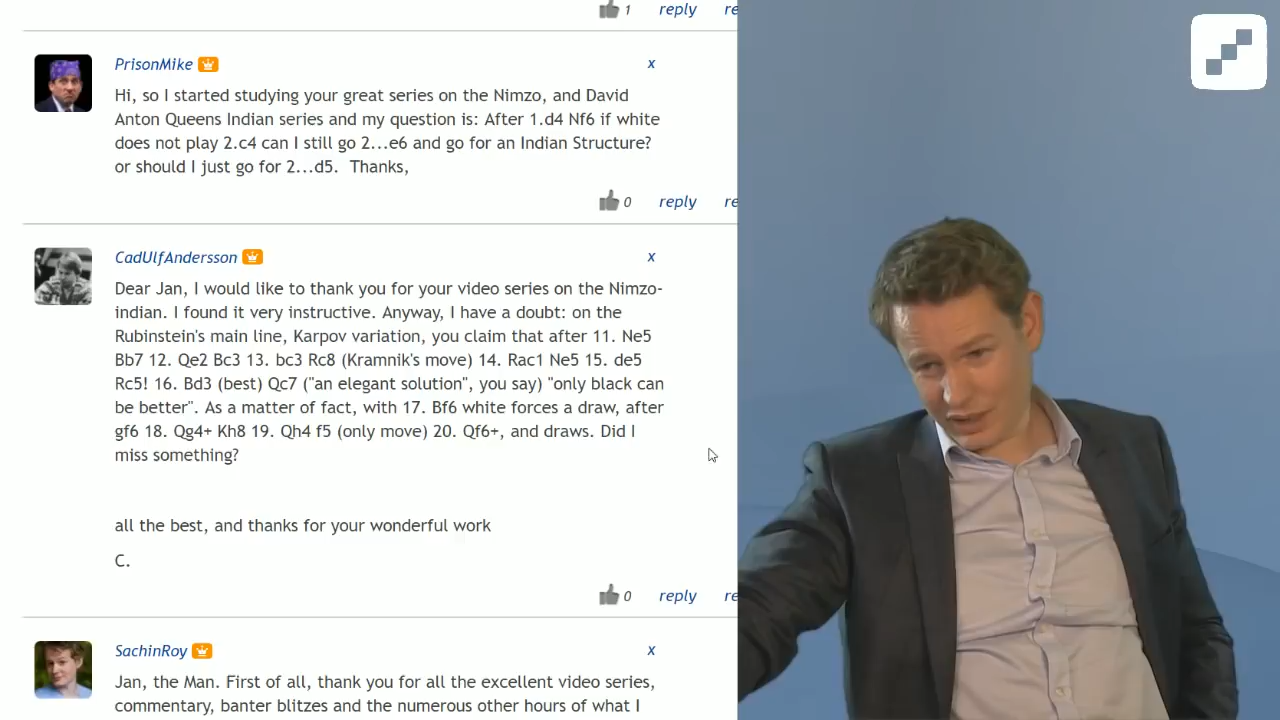 1 reply re
PrisonMike x
Hi, so I started studying your great series on the Nimzo, and David
Anton Queens Indian series and my question is: After 1.d4 Nf6 if white
does not play 2.c4 can I still go 2...e6 and go for an Indian Structure?
or should I just go for 2...d5.  Thanks,
0 reply re
CadUlfAndersson x
Dear Jan, I would like to thank you for your video series on the Nimzo-
indian. I found it very instructive. Anyway, I have a doubt: on the
Rubinstein's main line, Karpov variation, you claim that after 11. Ne5
Bb7 12. Qe2 Bc3 13. bc3 Rc8 (Kramnik's move) 14. Rac1 Ne5 15. de5
Rc5! 16. Bd3 (best) Qc7 ("an elegant solution", you say) "only black can
be better". As a matter of fact, with 17. Bf6 white forces a draw, after
gf6 18. Qg4+ Kh8 19. Qh4 f5 (only move) 20. Qf6+, and draws. Did I
miss something?
all the best, and thanks for your wonderful work
C.
0 reply re
SachinRoy x
Jan, the Man. First of all, thank you for all the excellent video series,
commentary, banter blitzes and the numerous other hours of what I